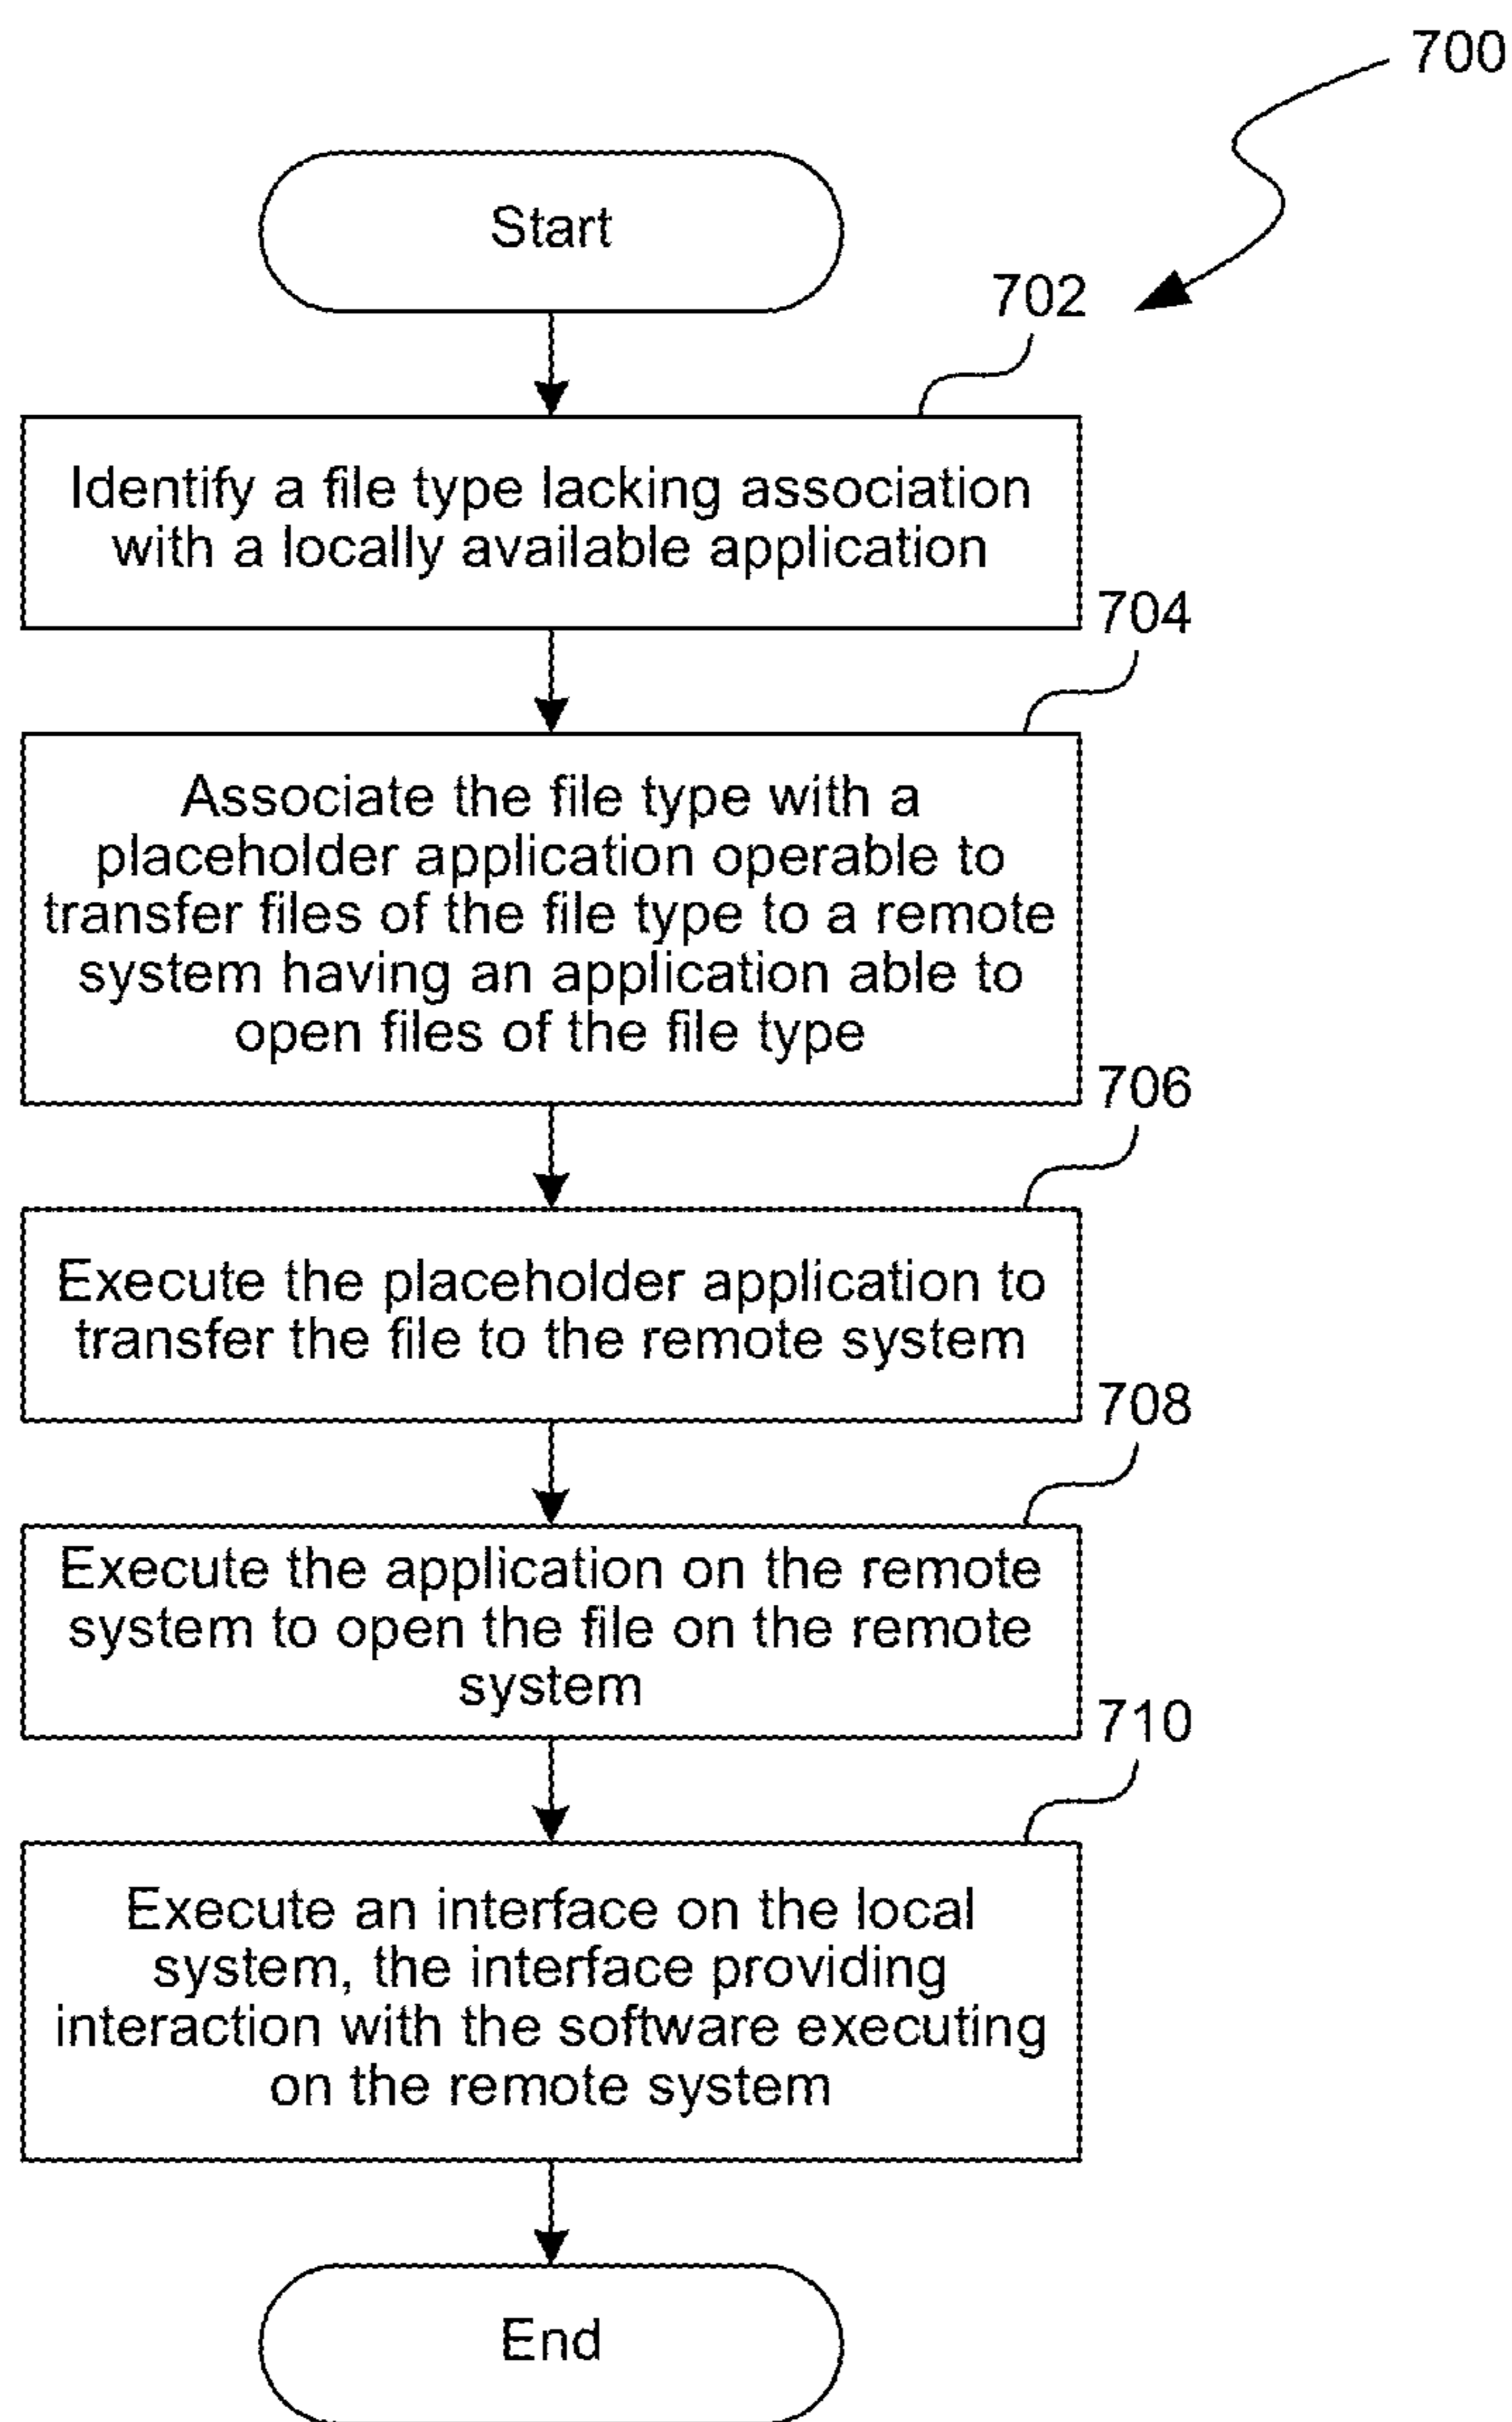 700
Start
702
Identify a file type lacking association
with a locally available application
704
Associate the file type with a
placeholder application operable to
transfer files of the file type to a remote
system having an application able to
open files of the file type
706
Execute the placeholder application to
transfer the file to the remote system
708
Execute the application on the remote
system to open the file on the remote
system
710
Execute an interface on the local
system, the interface providing
interaction with the software executing
on the remote system
End